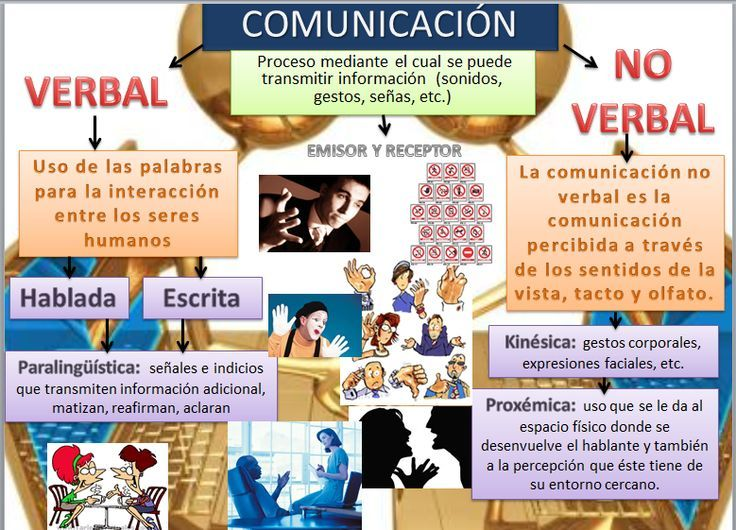 COMUNICACIÓN
Proceso mediante el cual se puede
transmitir información (sonidos,
gestos, señas, etc.)
VERBAL
NO
VERBAL
EMISOR Y RECEPTOR
Uso de las palabras
para la interacción
entre los seres
humanos
La comunicación no
verbal es la
comunicación
percibida a través
de los sentidos de la
vista, tacto y olfato.
Hablada
Escrita
Paralingüística: señales e indicios
que transmiten información adicional,
matizan, reafirman, aclaran
Kinésica: gestos corporales,
expresiones faciales, etc.
Proxémica: uso que se le da al
espacio físico donde se
desenvuelve el hablante y también
a la percepción que éste tiene de
su entorno cercano.